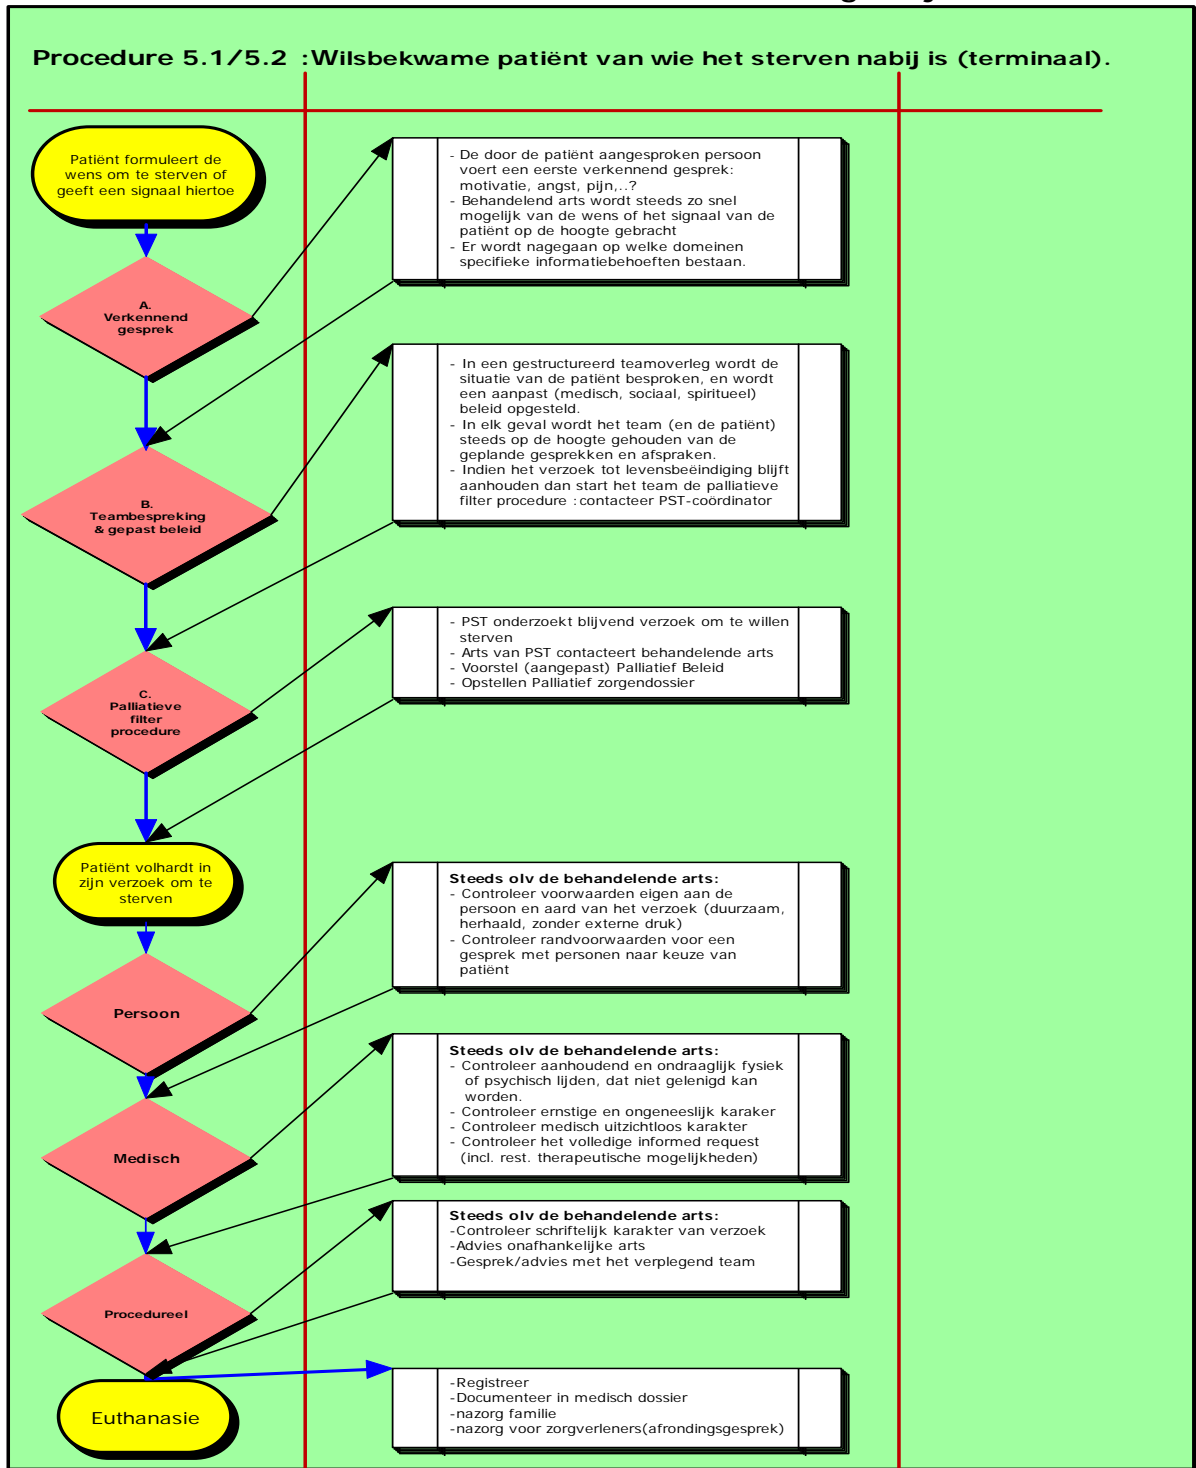 Procedure 5.1/5.2 :Wilsbekwame patiënt van wie het sterven nabij is (terminaal).
Patiënt formuleert de
wens om te sterven of
geeft een signaal hiertoe
- De door de patiënt aangesproken persoon
voert een eerste verkennend gesprek:
motivatie, angst, pijn,..?
- Behandelend arts wordt steeds zo snel
mogelijk van de wens of het signaal van de
patiënt op de hoogte gebracht
- Er wordt nagegaan op welke domeinen
specifieke informatiebehoeften bestaan.
A.
Verkennend
gesprek
- In een gestructureerd teamoverleg wordt de
situatie van de patiënt besproken, en wordt
een aanpast (medisch, sociaal, spiritueel)
beleid opgesteld.
- In elk geval wordt het team (en de patiënt)
steeds op de hoogte gehouden van de
geplande gesprekken en afspraken.
- Indien het verzoek tot levensbeëindiging blijft
aanhouden dan start het team de palliatieve
filter procedure :contacteer PST-coördinator
B.
Teambespreking
& gepast beleid
- PST onderzoekt blijvend verzoek om te willen
sterven
- Arts van PST contacteert behandelende arts
- Voorstel (aangepast) Palliatief Beleid
- Opstellen Palliatief zorgendossier
C.
Palliatieve
filter
procedure
Patiënt volhardt in
zijn verzoek om te
sterven
Steeds olv de behandelende arts:
- Controleer voorwaarden eigen aan de
persoon en aard van het verzoek (duurzaam,
herhaald, zonder externe druk)
- Controleer randvoorwaarden voor een
gesprek met personen naar keuze van
patiënt
Persoon
Steeds olv de behandelende arts:
- Controleer aanhoudend en ondraaglijk fysiek
of psychisch lijden, dat niet gelenigd kan
worden.
- Controleer ernstige en ongeneeslijk karaker
- Controleer medisch uitzichtloos karakter
- Controleer het volledige informed request
(incl. rest. therapeutische mogelijkheden)
Medisch
Steeds olv de behandelende arts:
-Controleer schriftelijk karakter van verzoek
-Advies onafhankelijke arts
-Gesprek/advies met het verplegend team
Procedureel
-Registreer
-Documenteer in medisch dossier
-nazorg familie
-nazorg voor zorgverleners(afrondingsgesprek)
Euthanasie